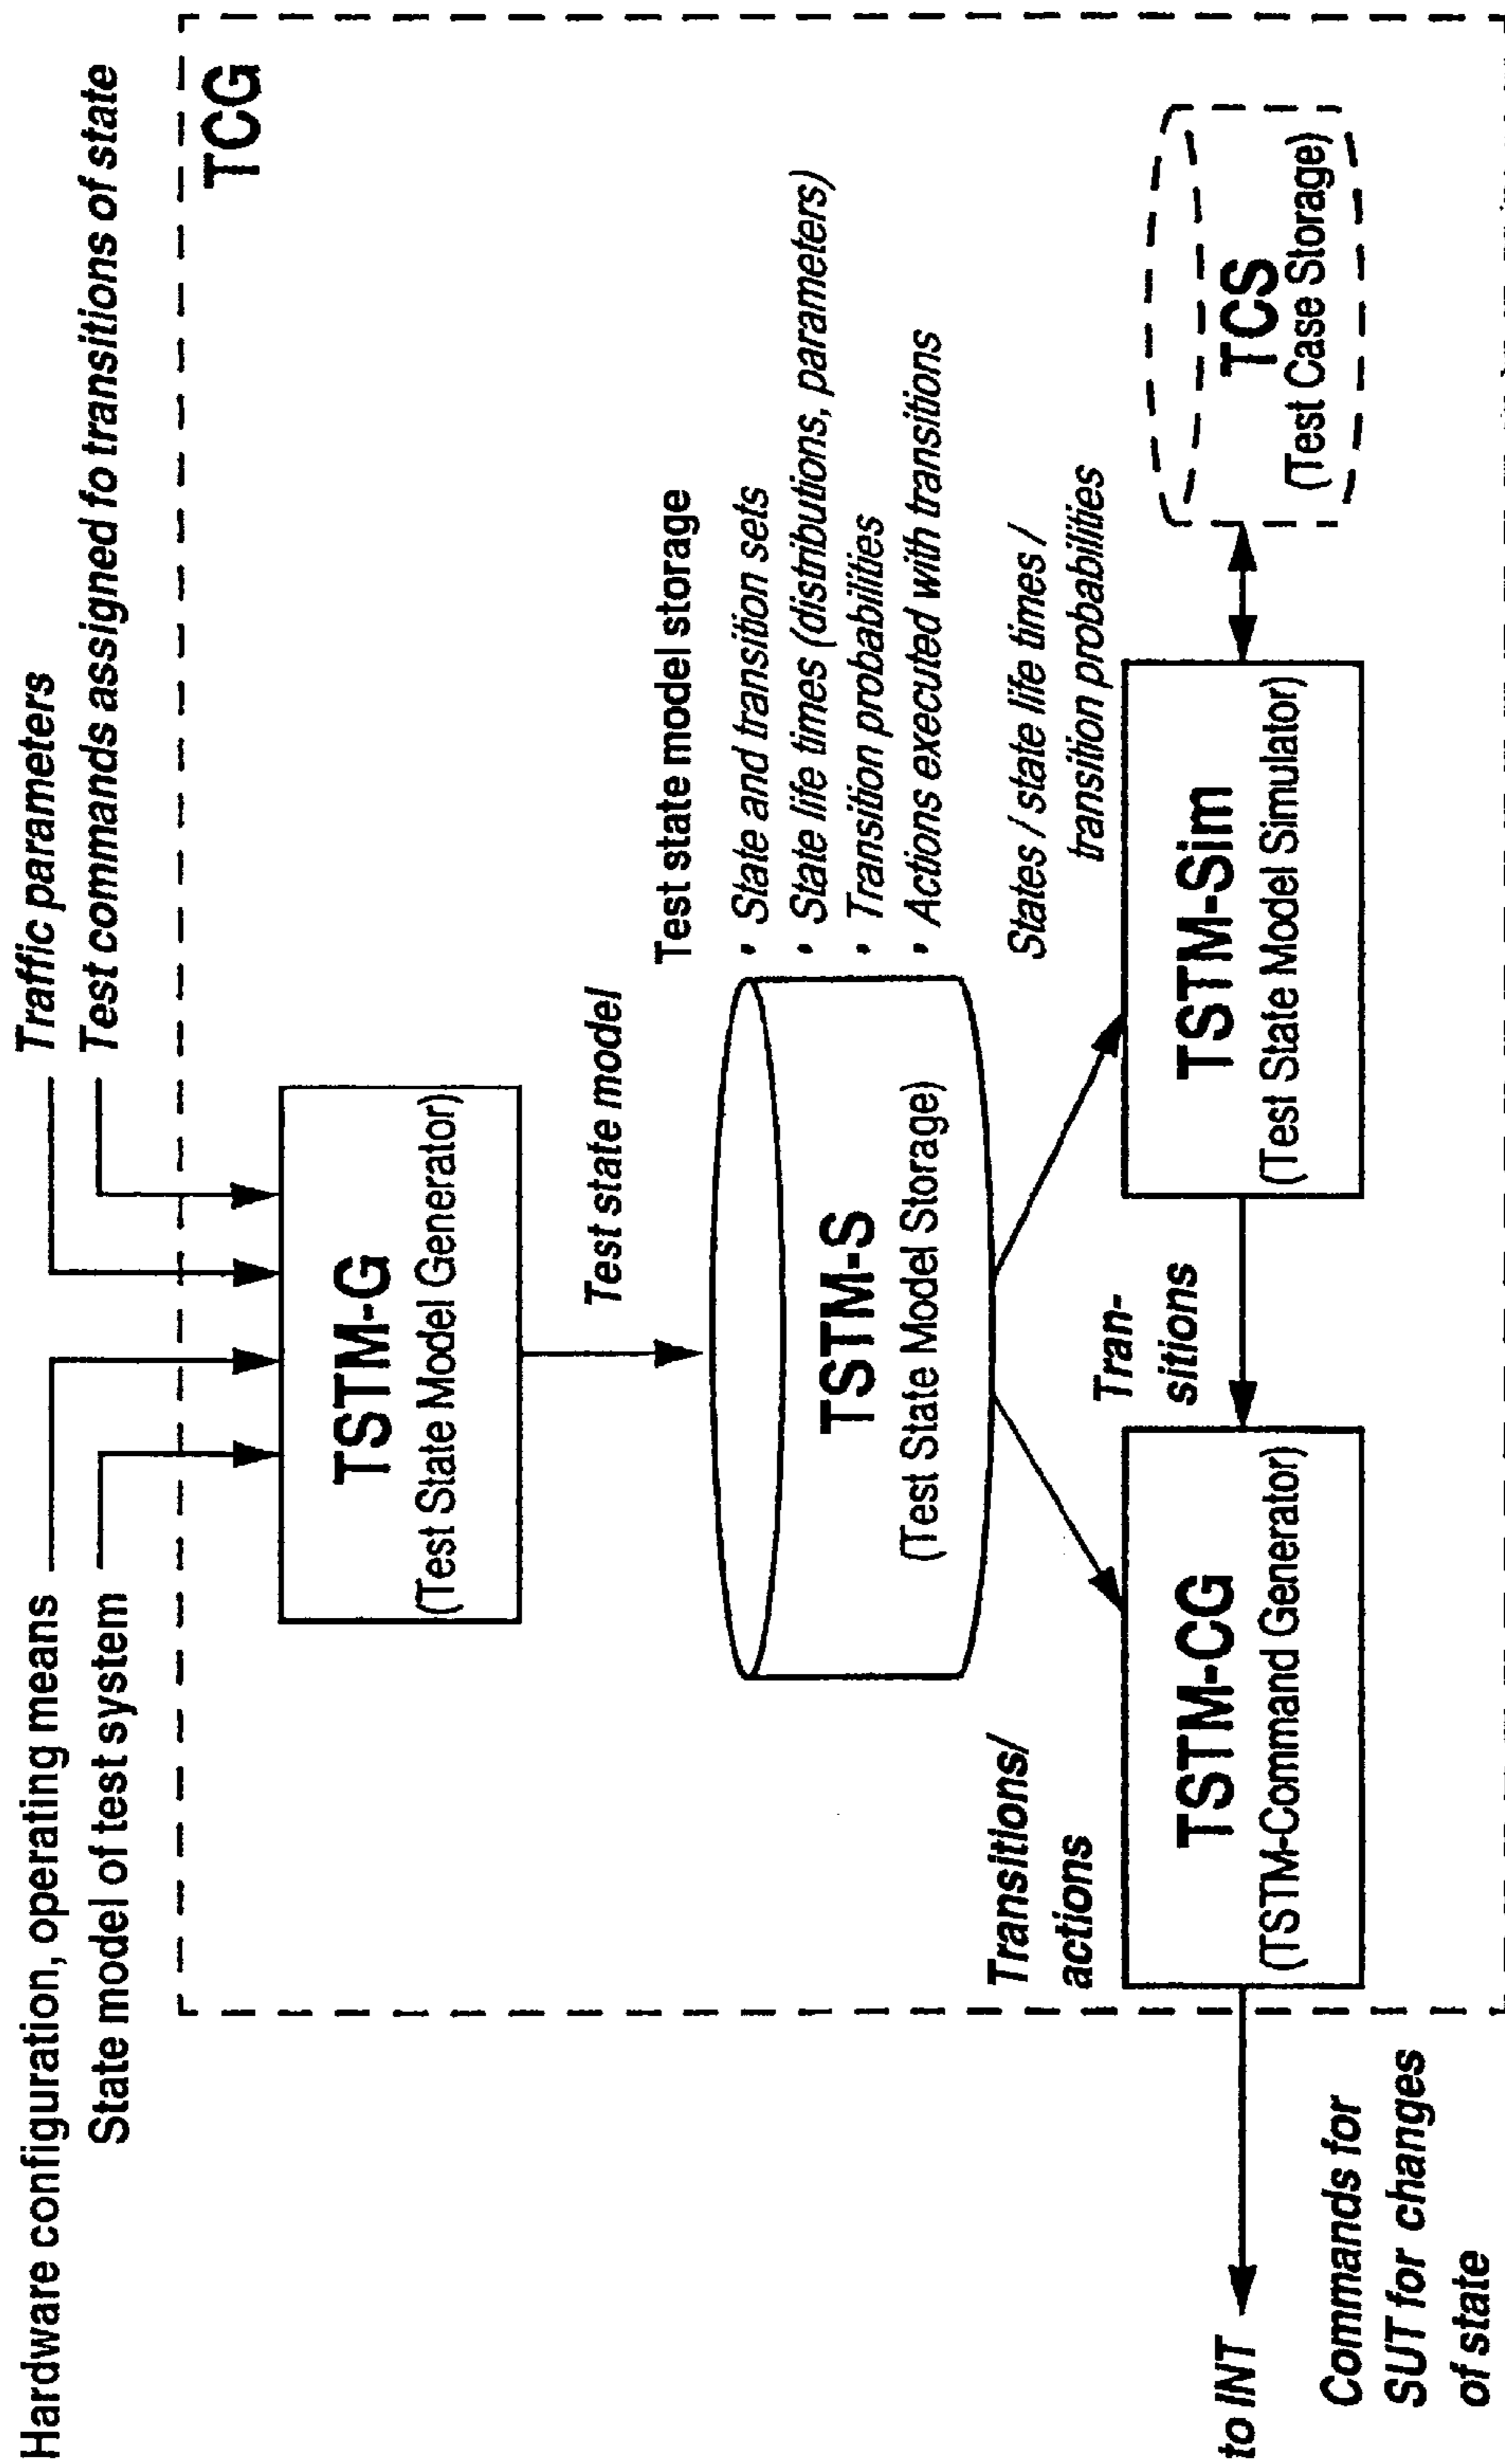 Hardware configuration, operating means
State model of test system
Traffic parameters
Test commands assigned fo transitions of state
TCG
TSTM-G
(Test State Model Generator)
Test state model
TSTM-S
(Test State Model Storage)
Test state model storage
• State and transition sets
• State life times (distributions, parameters)
• Transition probabilities
• Actions executed with transitions
Transitions/
actions
States / state life times /
transition probabilities
TSTM-CG
(TSTM-Command Generator)
Tran-
sitions
TSTM-Sim
(Test State Model Simulator)
TCS
(Test Case Storage)
to INT
Commands for
SUT for changes
of state